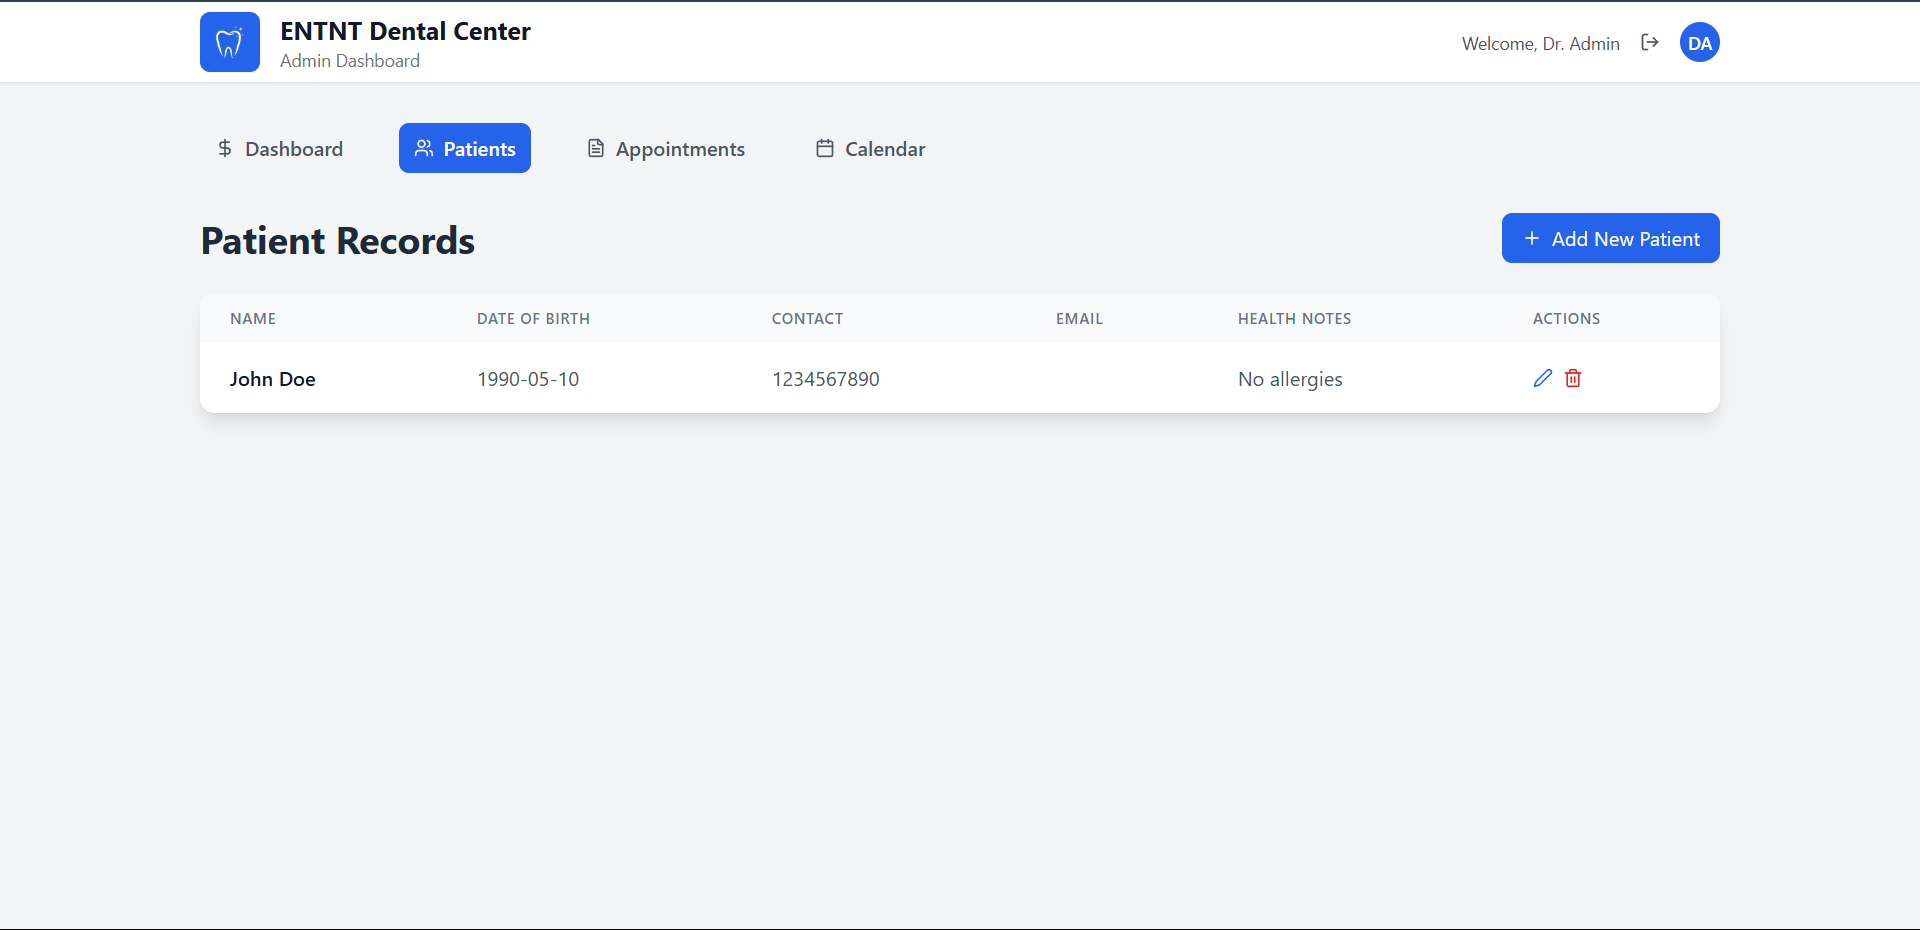 ENTNT Dental Center
Admin Dashboard
Welcome, Dr. Admin
DA
Dashboard
Patients
Appointments
Calendar
Patient Records
Add New Patient
NAME DATE OF BIRTH CONTACT EMAIL HEALTH NOTES ACTIONS
John Doe 1990-05-10 1234567890 No allergies